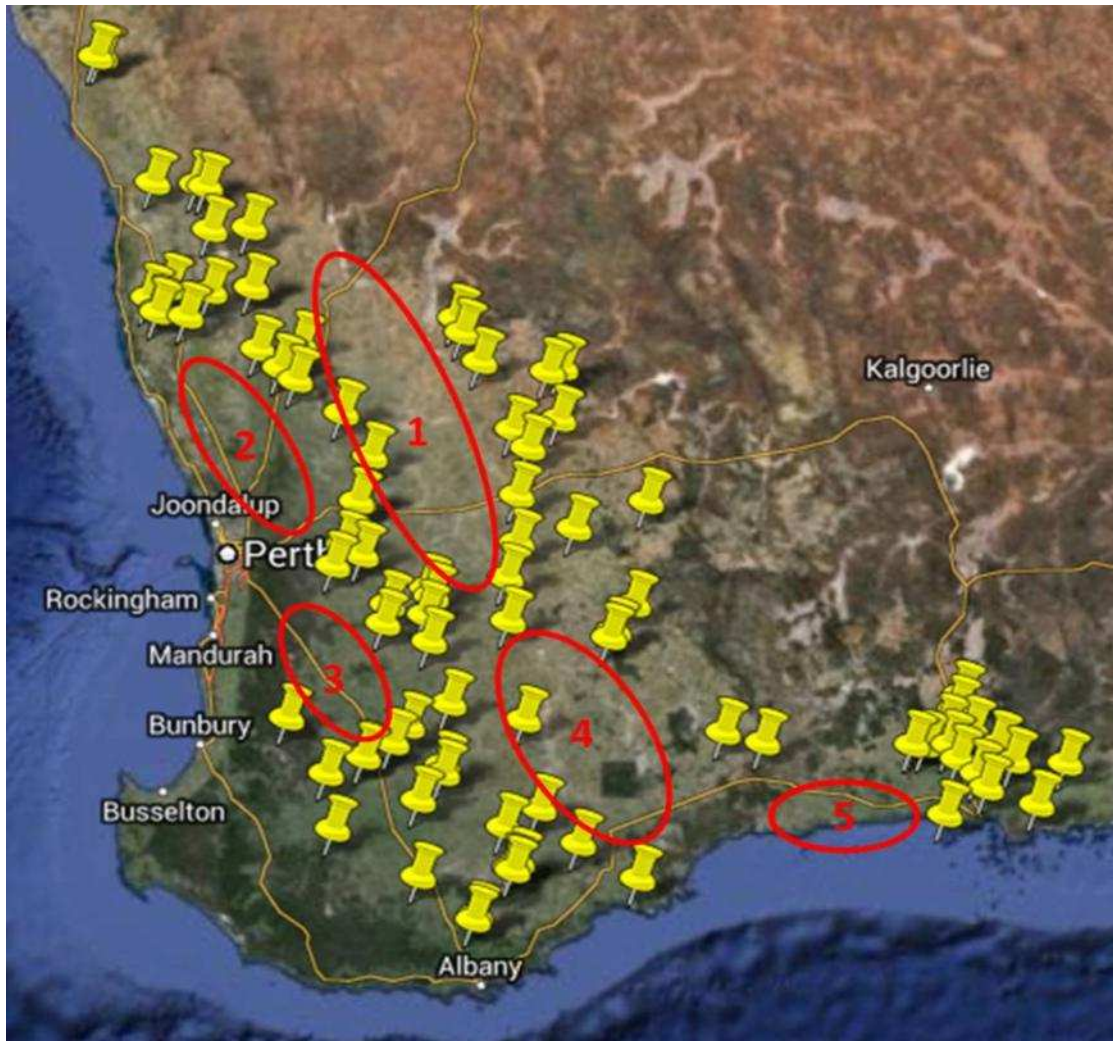 Kalgoorlie
1
2
Joondalup
Perth
Rockingham
Mandurah
3
Bunbury
4
Busselton
5
Albany